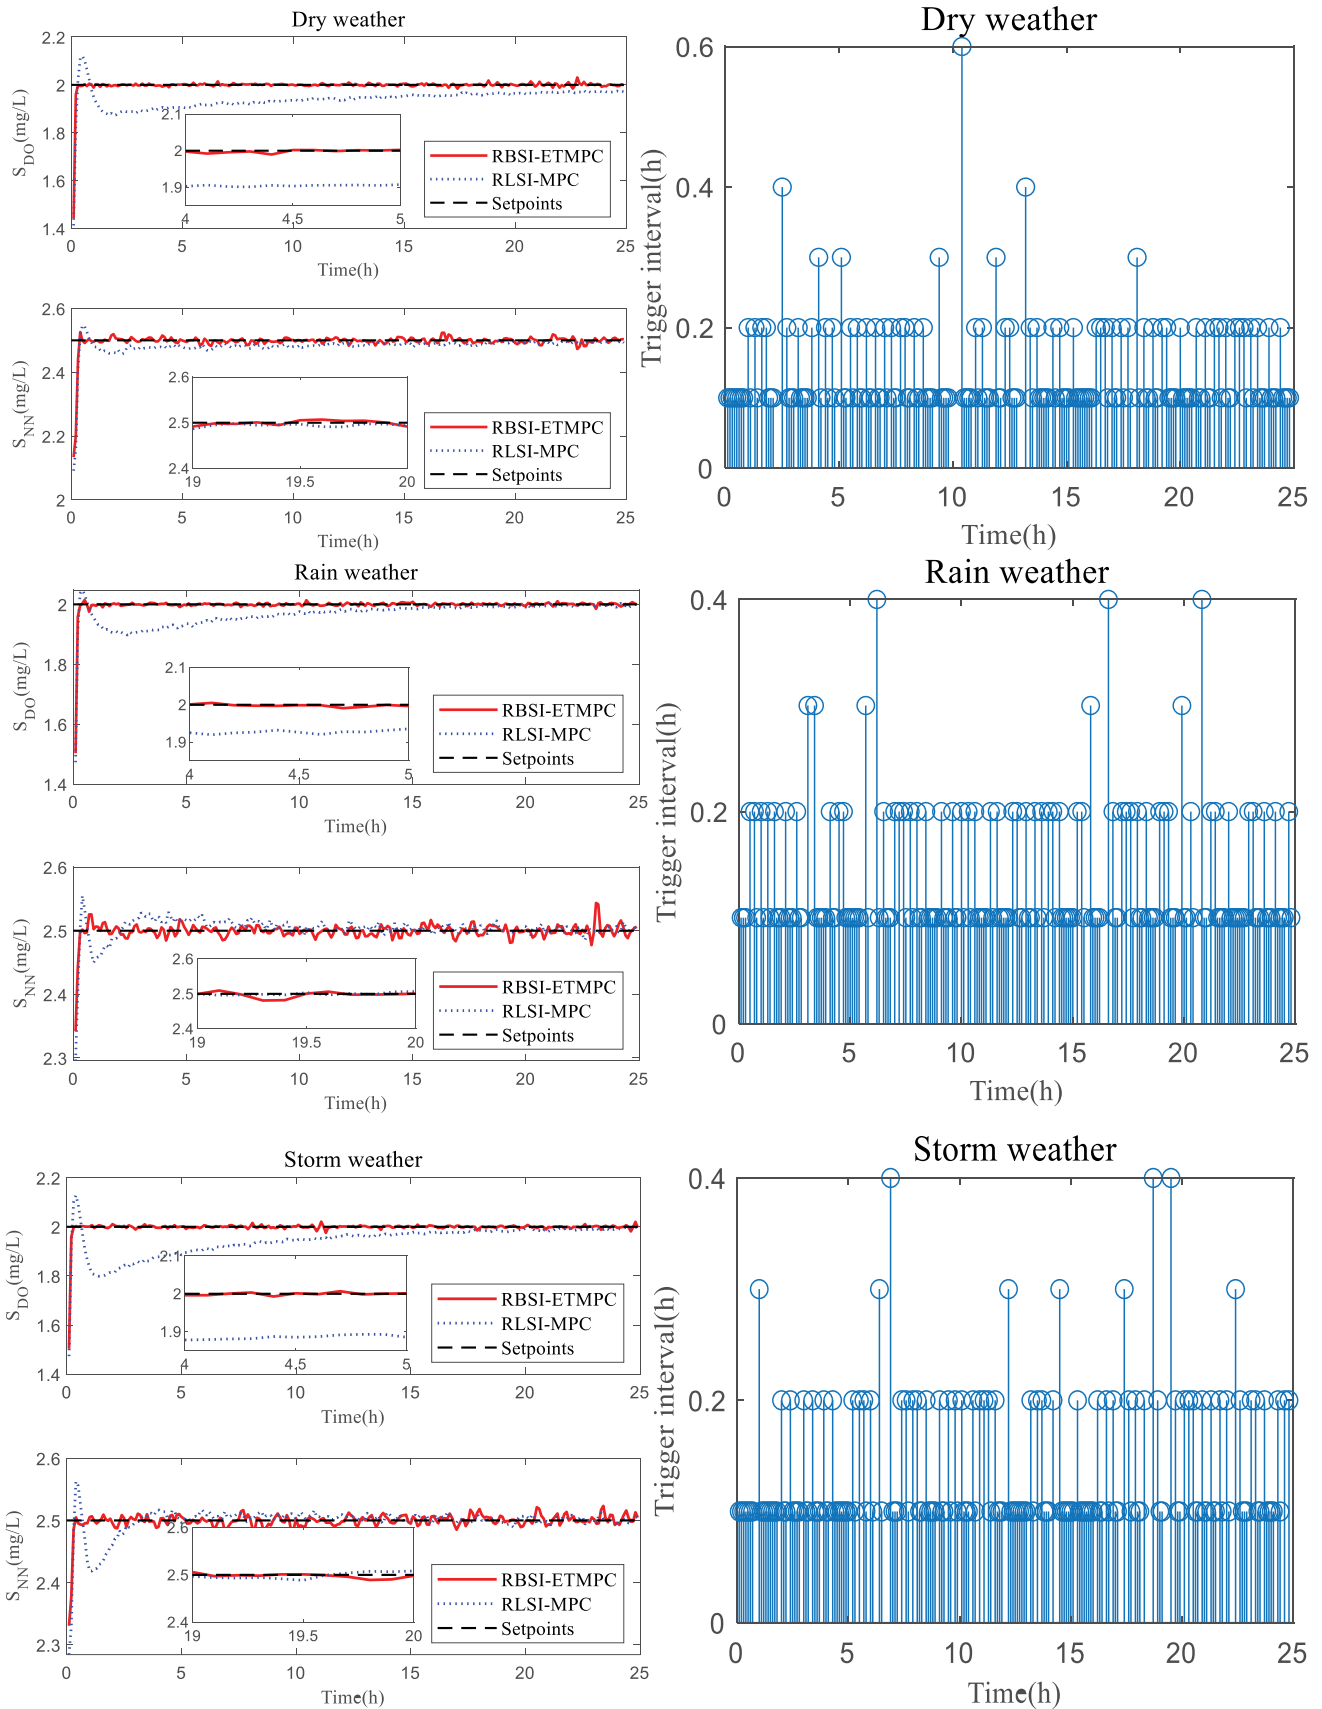 Dry weather
2.2
2
1.8
1.6
1.4
S_DO(mg/L)
0 5 10 15 20 25
Time(h)
2.1
2
1.9
4 4.5 5
RBSI-ETMPC
RLSI-MPC
Setpoints
2.6
2.4
2.2
2
S_NN(mg/L)
0 5 10 15 20 25
Time(h)
2.6
2.5
2.4
19 19.5 20
RBSI-ETMPC
RLSI-MPC
Setpoints
Dry weather
0.6
0.4
0.2
0
Trigger interval(h)
0 5 10 15 20 25
Time(h)
Rain weather
2
1.8
1.6
1.4
S_DO(mg/L)
0 5 10 15 20 25
Time(h)
2.1
2
1.9
4 4.5 5
RBSI-ETMPC
RLSI-MPC
Setpoints
2.6
2.5
2.4
2.3
S_NN(mg/L)
0 5 10 15 20 25
Time(h)
2.6
2.5
2.4
19 19.5 20
RBSI-ETMPC
RLSI-MPC
Setpoints
Rain weather
0.4
0.2
0
Trigger interval(h)
0 5 10 15 20 25
Time(h)
Storm weather
2.2
2
1.8
1.6
1.4
S_DO(mg/L)
0 5 10 15 20 25
Time(h)
2.1
2
1.9
4 4.5 5
RBSI-ETMPC
RLSI-MPC
Setpoints
2.6
2.5
2.4
2.3
S_NN(mg/L)
0 5 10 15 20 25
Time(h)
2.6
2.5
2.4
19 19.5 20
RBSI-ETMPC
RLSI-MPC
Setpoints
Storm weather
0.4
0.2
0
Trigger interval(h)
0 5 10 15 20 25
Time(h)